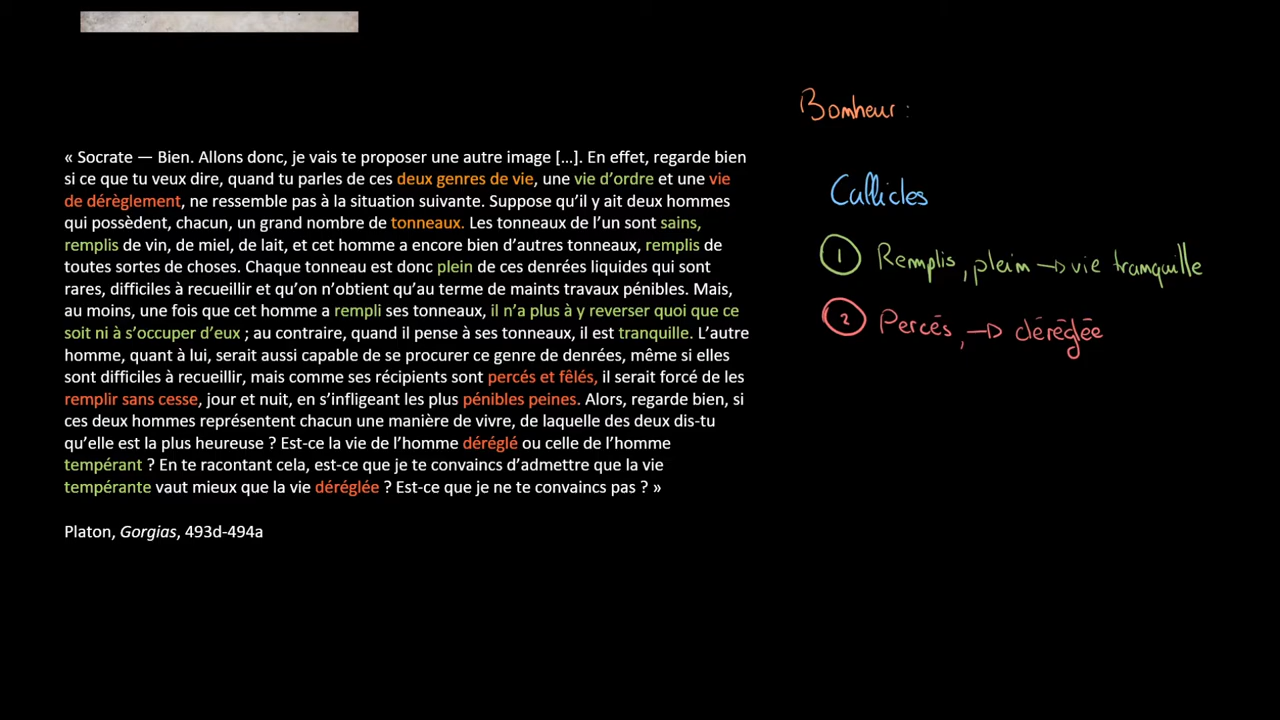 « Socrate — Bien. Allons donc, je vais te proposer une autre image […]. En effet, regarde bien
si ce que tu veux dire, quand tu parles de ces deux genres de vie, une vie d’ordre et une vie
de dérèglement, ne ressemble pas à la situation suivante. Suppose qu’il y ait deux hommes
qui possèdent, chacun, un grand nombre de tonneaux. Les tonneaux de l’un sont sains,
remplis de vin, de miel, de lait, et cet homme a encore bien d’autres tonneaux, remplis de
toutes sortes de choses. Chaque tonneau est donc plein de ces denrées liquides qui sont
rares, difficiles à recueillir et qu’on n’obtient qu’au terme de maints travaux pénibles. Mais,
au moins, une fois que cet homme a rempli ses tonneaux, il n’a plus à y reverser quoi que ce
soit ni à s’occuper d’eux ; au contraire, quand il pense à ses tonneaux, il est tranquille. L’autre
homme, quant à lui, serait aussi capable de se procurer ce genre de denrées, même si elles
sont difficiles à recueillir, mais comme ses récipients sont percés et fêlés, il serait forcé de les
remplir sans cesse, jour et nuit, en s’infligeant les plus pénibles peines. Alors, regarde bien, si
ces deux hommes représentent chacun une manière de vivre, de laquelle des deux dis-tu
qu’elle est la plus heureuse ? Est-ce la vie de l’homme déréglé ou celle de l’homme
tempérant ? En te racontant cela, est-ce que je te convaincs d’admettre que la vie
tempérante vaut mieux que la vie déréglée ? Est-ce que je ne te convaincs pas ? »
Platon, Gorgias, 493d-494a
Bonheur :
Callicles
1 Remplis, plein → vie tranquille
2 Percés, → déréglée